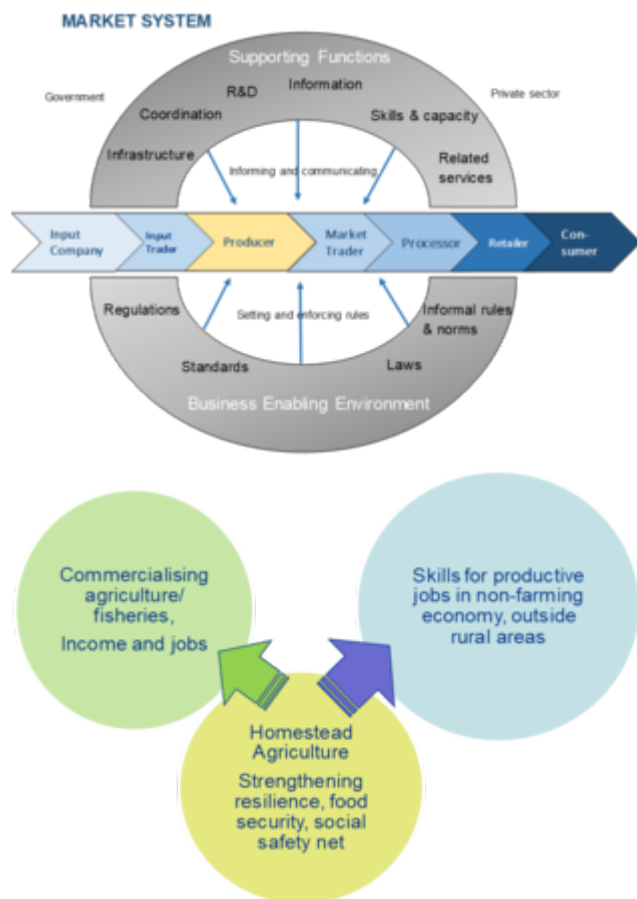 MARKET SYSTEM
Supporting Functions
Government
R&D
Information
Private sector
Coordination
Skills & capacity
Infrastructure
Informing and communicating
Related
services
Input
Company
Input
Trader
Producer
Market
Trader
Processor
Retailer
Con-
sumer
Regulations
Setting and enforcing rules
Informal rules
& norms
Standards
Laws
Business Enabling Environment
Commercialising
agriculture/
fisheries,
Income and jobs
Skills for productive
jobs in non-farming
economy, outside
rural areas
Homestead
Agriculture
Strengthening
resilience, food
security, social
safety net